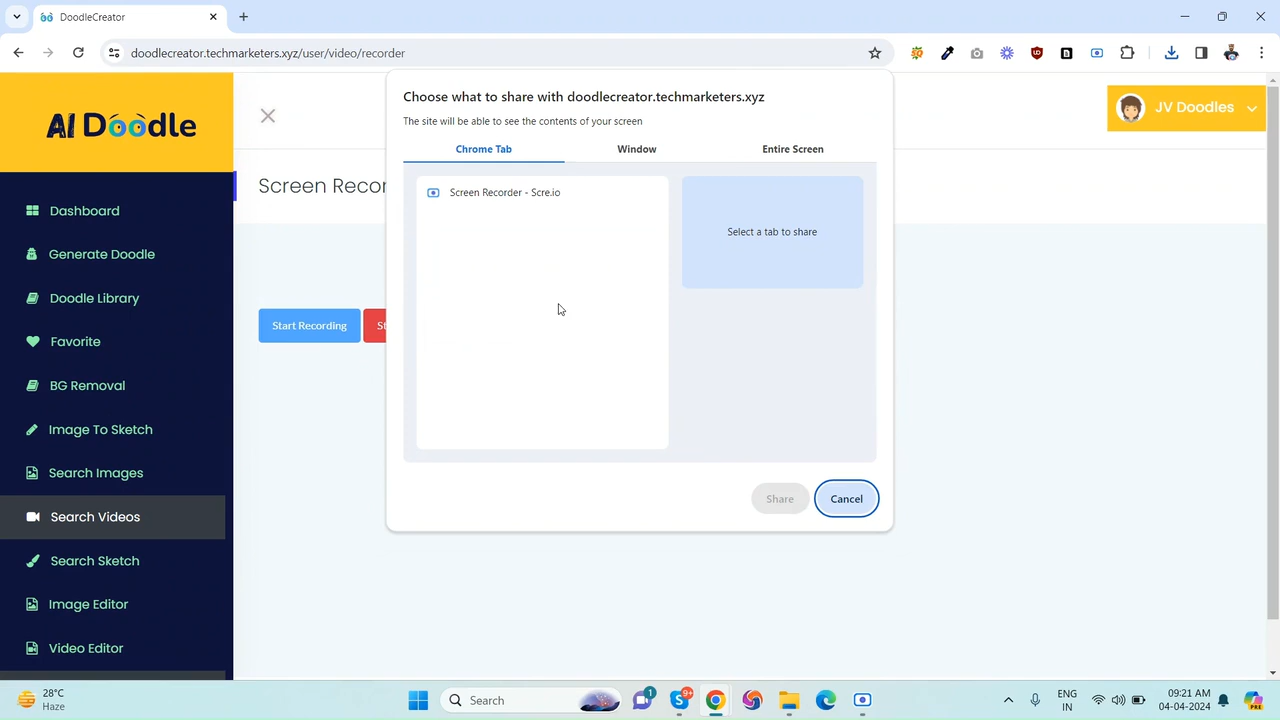 DoodleCreator
doodlecreator.techmarketers.xyz/user/video/recorder
AI Doodle
JV Doodles
Choose what to share with doodlecreator.techmarketers.xyz
The site will be able to see the contents of your screen
Chrome Tab
Window
Entire Screen
Screen Recorder - Scre.io
Select a tab to share
Share
Cancel
Screen Recor
Start Recording
St
Dashboard
Generate Doodle
Doodle Library
Favorite
BG Removal
Image To Sketch
Search Images
Search Videos
Search Sketch
Image Editor
Video Editor
28°C
Haze
Search
1
9+
ENG
IN
09:21 AM
04-04-2024